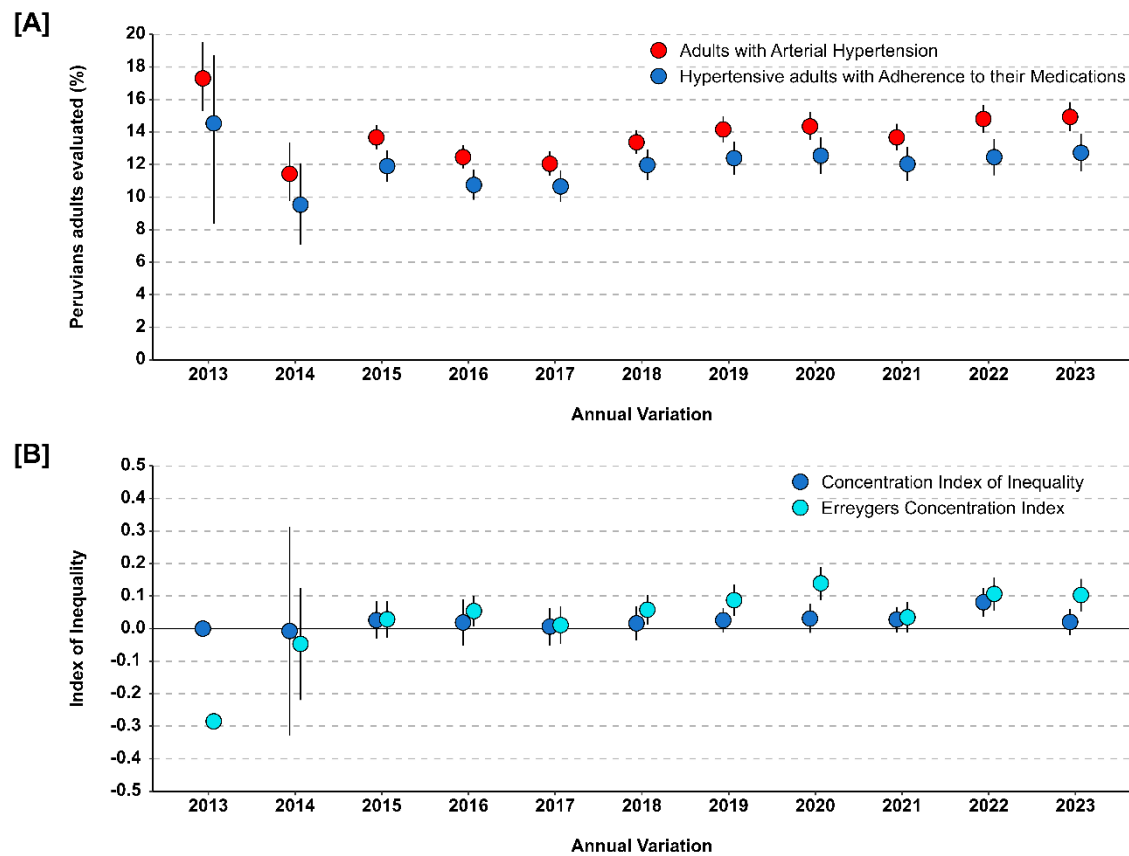 [A]
Peruvians adults evaluated (%)
20
18
16
14
12
10
8
6
4
2
0
Adults with Arterial Hypertension
Hypertensive adults with Adherence to their Medications
2013 2014 2015 2016 2017 2018 2019 2020 2021 2022 2023
Annual Variation
[B]
Index of Inequality
0.5
0.4
0.3
0.2
0.1
0.0
-0.1
-0.2
-0.3
-0.4
-0.5
Concentration Index of Inequality
Erreygers Concentration Index
2013 2014 2015 2016 2017 2018 2019 2020 2021 2022 2023
Annual Variation